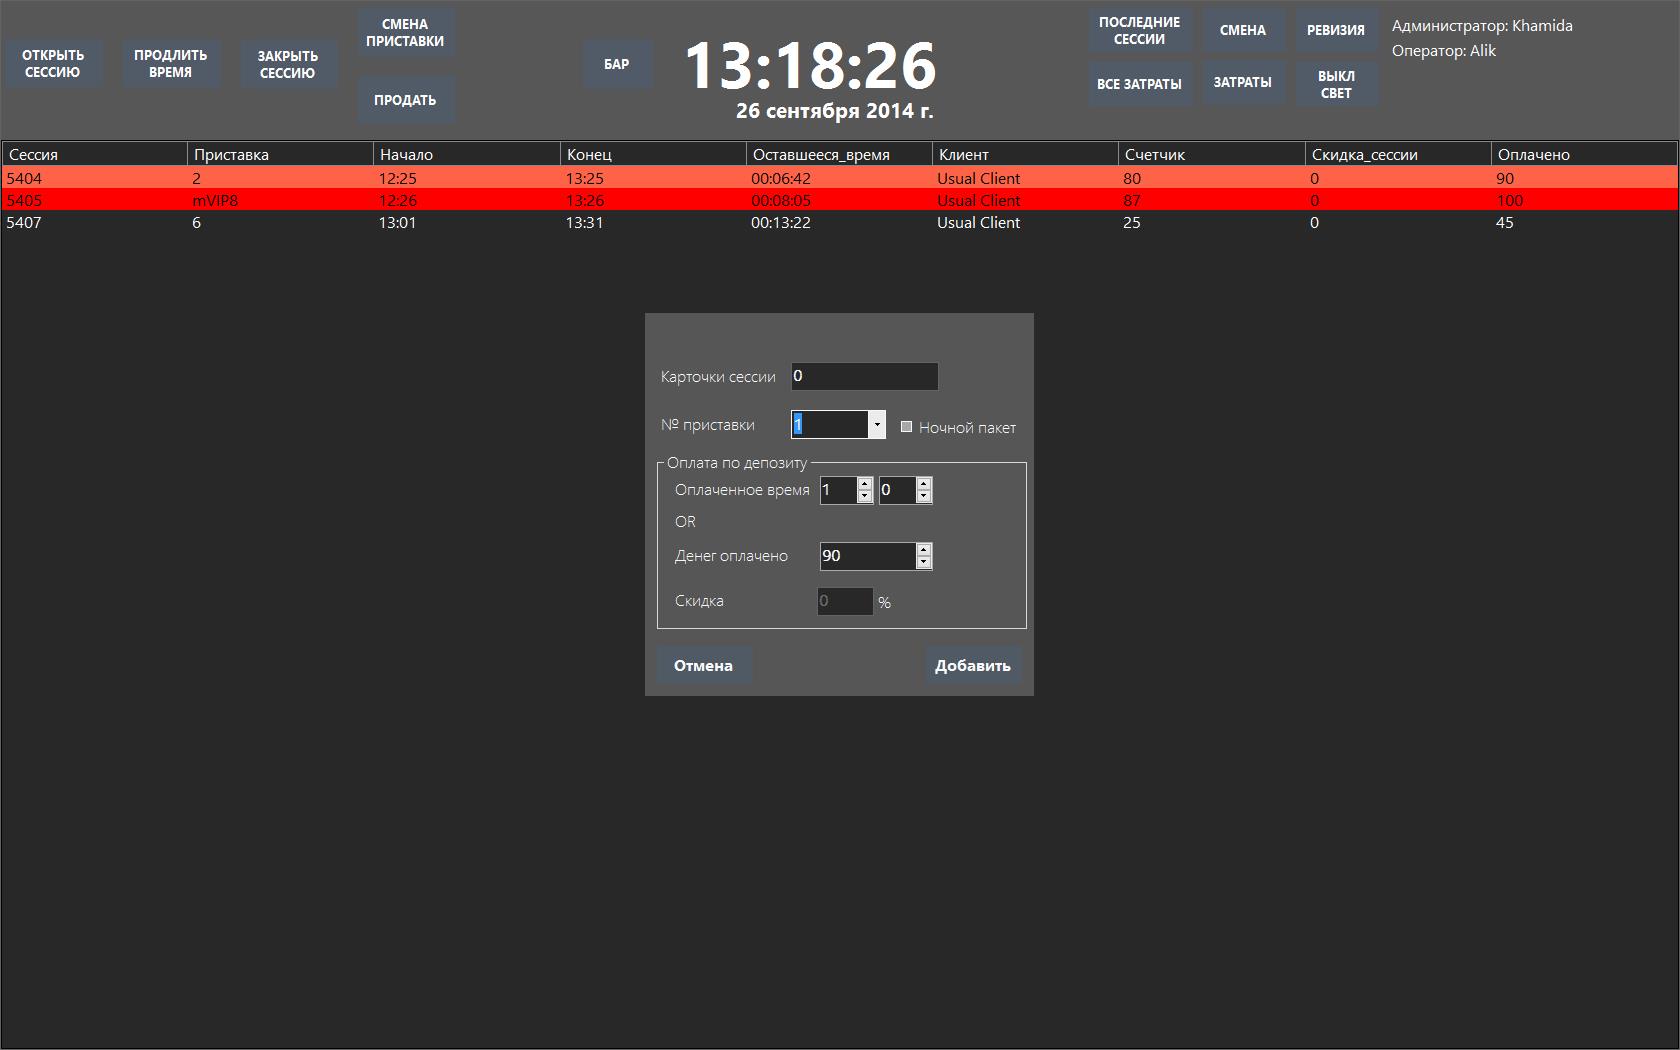 ОТКРЫТЬ
СЕССИЮ
ПРОДЛИТЬ
ВРЕМЯ
ЗАКРЫТЬ
СЕССИЮ
СМЕНА
ПРИСТАВКИ
ПРОДАТЬ
БАР
13:18:26
26 сентября 2014 г.
ПОСЛЕДНИЕ
СЕССИИ
СМЕНА
РЕВИЗИЯ
ВСЕ ЗАТРАТЫ
ЗАТРАТЫ
ВЫКЛ
СВЕТ
Администратор: Khamida
Оператор: Alik
Сессия Приставка Начало Конец Оставшееся_время Клиент Счетчик Скидка_сессии Оплачено
5404 2 12:25 13:25 00:06:42 Usual Client 80 0 90
5405 mVIP8 12:26 13:26 00:08:05 Usual Client 87 0 100
5407 6 13:01 13:31 00:13:22 Usual Client 25 0 45
Карточки сессии 0
№ приставки 1 Ночной пакет
Оплата по депозиту
Оплаченное время 1 0
OR
Денег оплачено 90
Скидка 0 %
Отмена Добавить